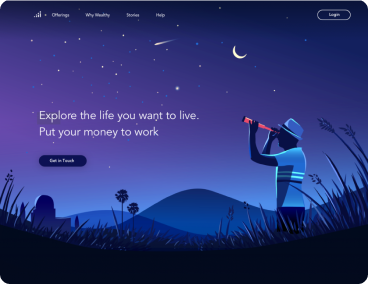 Offerings Why Wealthy Stories Help Login
Explore the life you want to live.
Put your money to work
Get in Touch